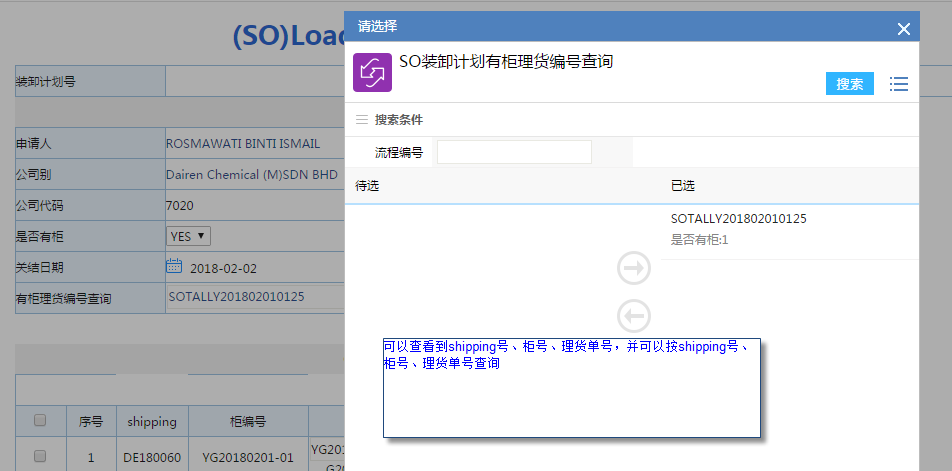 (SO)Load
请选择
SO装卸计划有柜理货编号查询
搜索
搜索条件
流程编号
待选
已选
SOTALLY201802010125
是否有柜:1
可以查看到shipping号、柜号、理货单号，并可以按shipping号、
柜号、理货单号查询
装卸计划号
申请人 ROSMAWATI BINTI ISMAIL
公司别 Dairen Chemical (M)SDN BHD
公司代码 7020
是否有柜 YES
关结日期 2018-02-02
有柜理货编号查询 SOTALLY201802010125
序号 shipping 柜编号
1 DE180060 YG20180201-01 YG201
G20